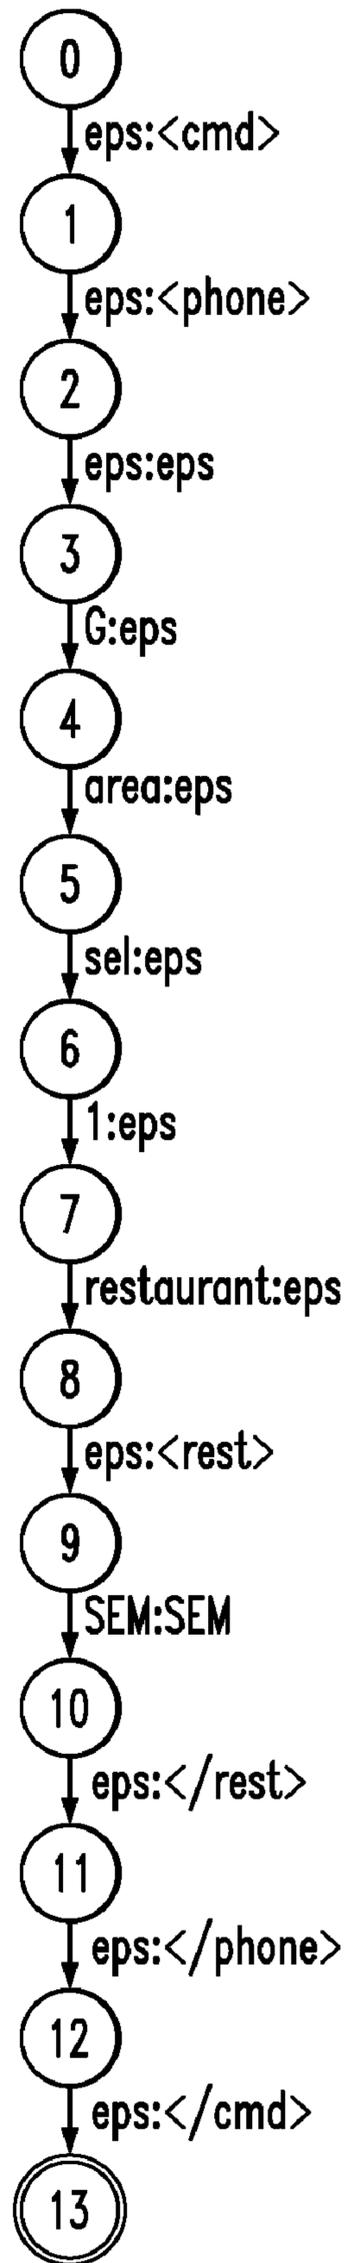 0
eps:<cmd>
1
eps:<phone>
2
eps:eps
3
G:eps
4
area:eps
5
sel:eps
6
1:eps
7
restaurant:eps
8
eps:<rest>
9
SEM:SEM
10
eps:</rest>
11
eps:</phone>
12
eps:</cmd>
13